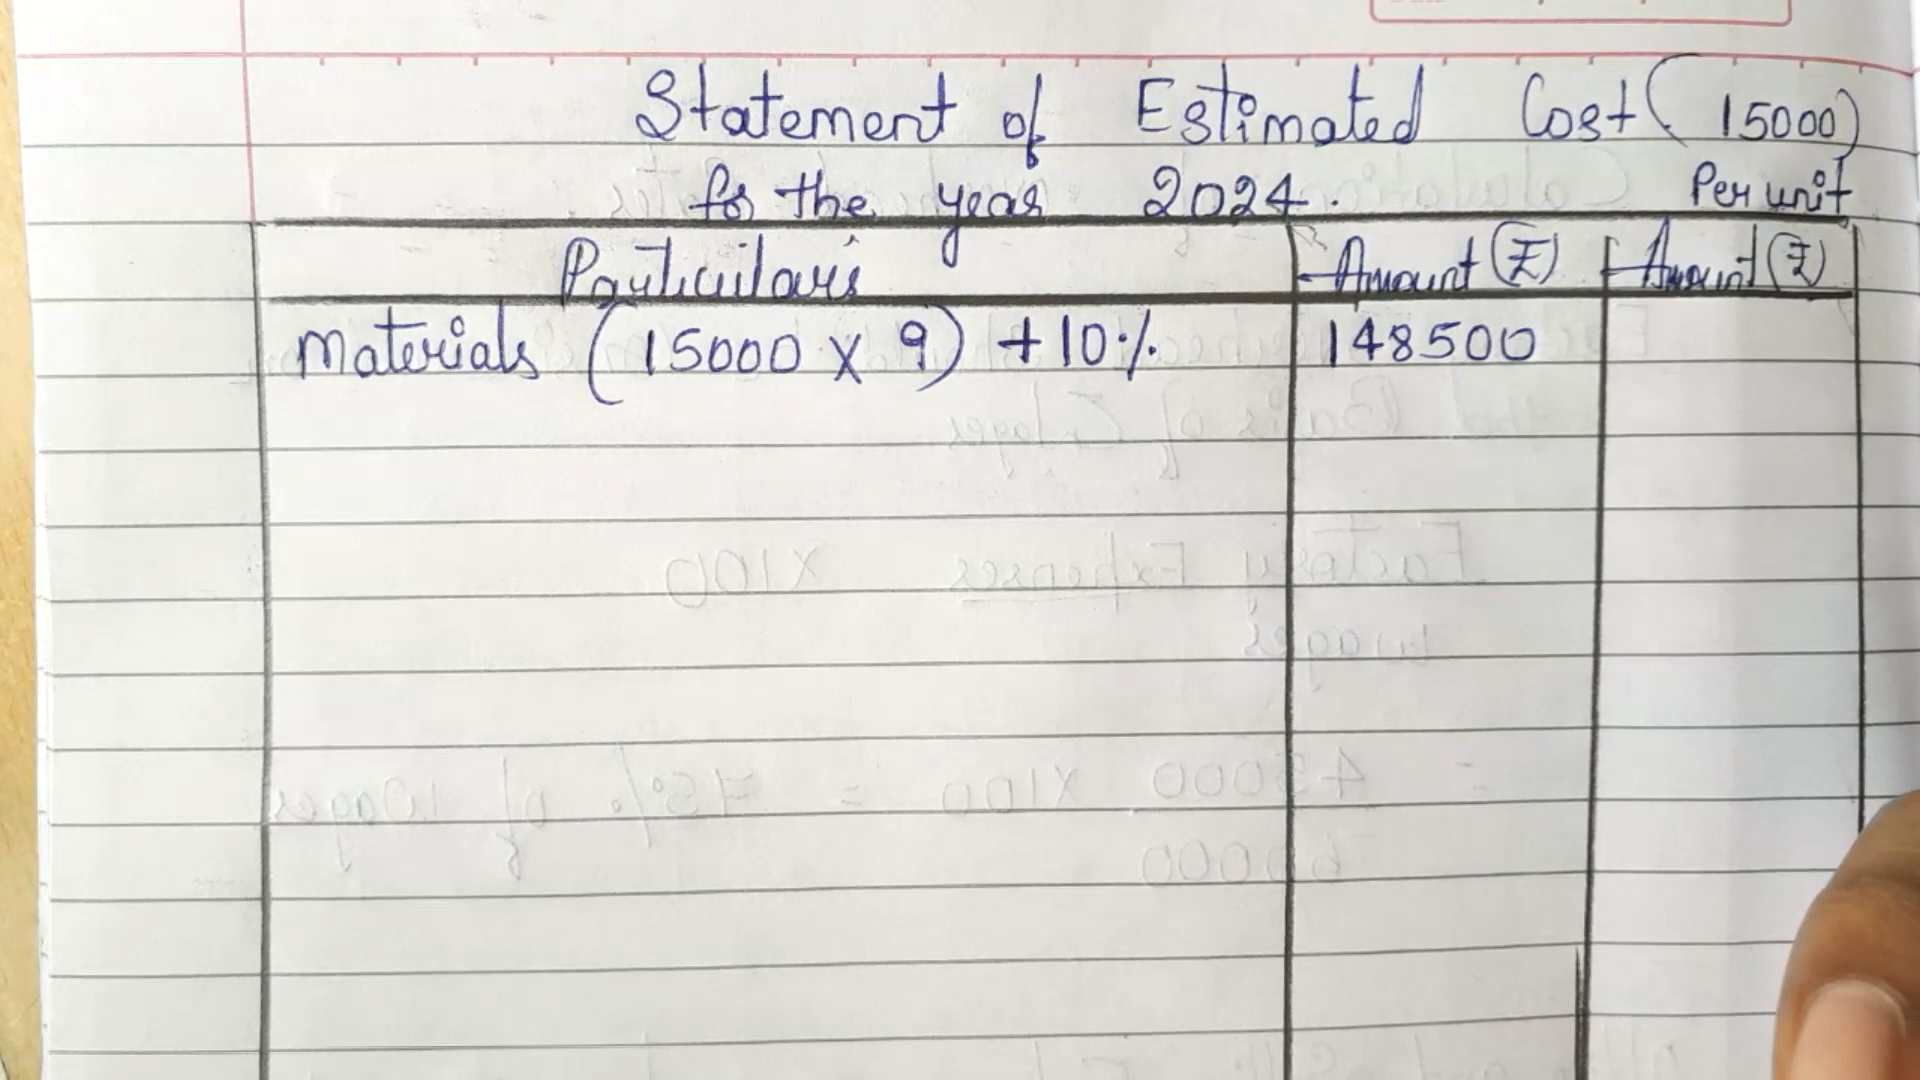 Statement of Estimated Cost (15000)
for the year 2024. Per unit
Particulars Amount (₹) Amount (₹)
Materials (15000 X 9) + 10% 148500